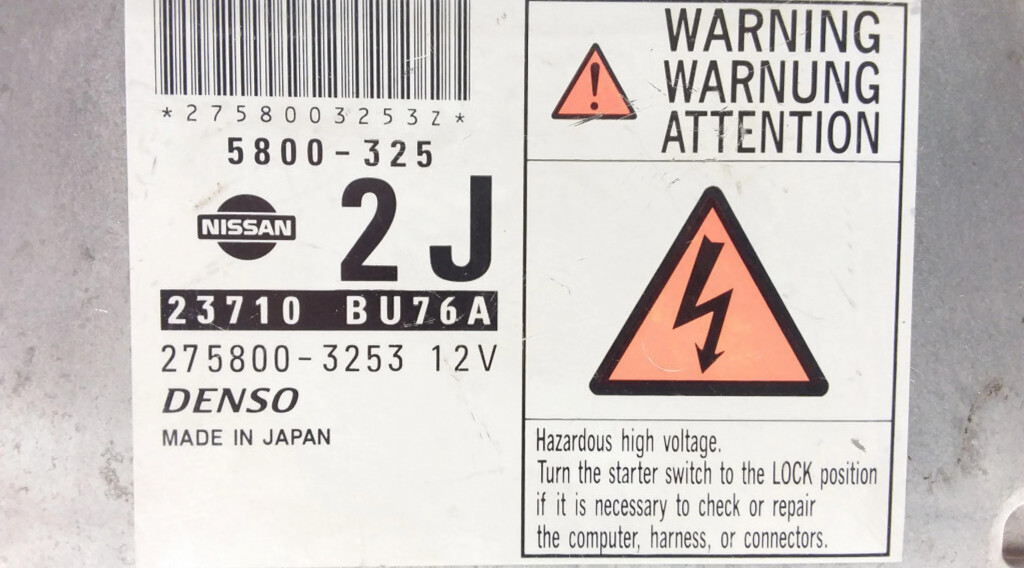 *2758003253Z*
5800-325
NISSAN
2J
23710 BU76A
275800-3253 12V
DENSO
MADE IN JAPAN
WARNING
WARNUNG
ATTENTION
Hazardous high voltage.
Turn the starter switch to the LOCK position
if it is necessary to check or repair
the computer, harness, or connectors.